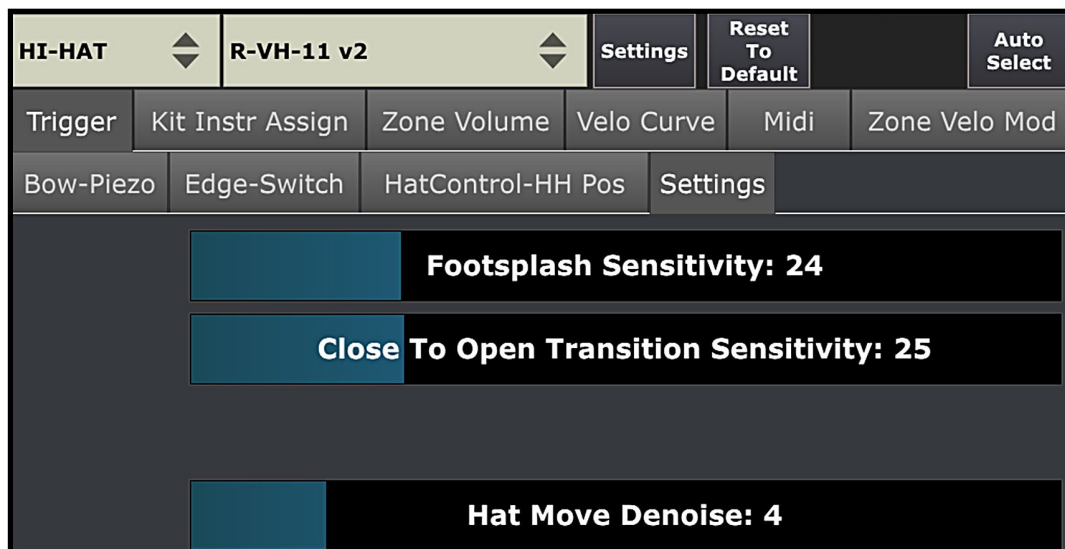 HI-HAT
R-VH-11 v2
Settings
Reset
To
Default
Auto
Select
Trigger Kit Instr Assign Zone Volume Velo Curve Midi Zone Velo Mod
Bow-Piezo Edge-Switch HatControl-HH Pos Settings
Footsplash Sensitivity: 24
Close To Open Transition Sensitivity: 25
Hat Move Denoise: 4